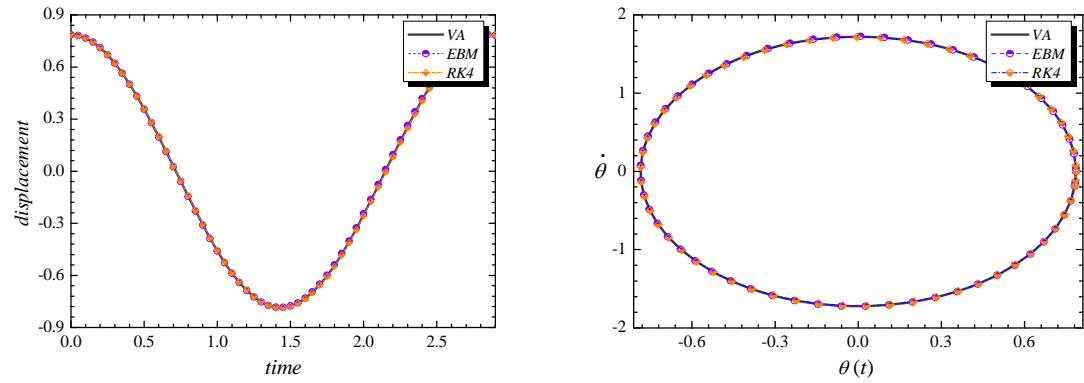 0.9
0.6
0.3
0.0
-0.3
-0.6
-0.9
displacement
0.0 0.5 1.0 1.5 2.0 2.5
time
VA
EBM
RK4
2
1
0
-1
-2
θ̇
-0.6 -0.3 0.0 0.3 0.6
θ (t)
VA
EBM
RK4